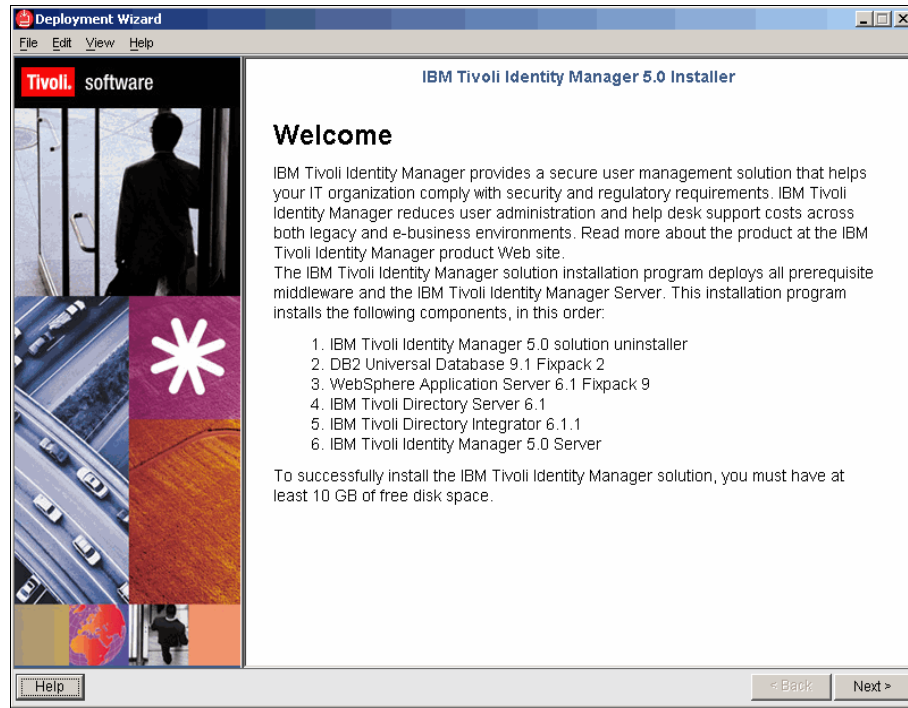 Deployment Wizard
File Edit View Help
Tivoli. software
IBM Tivoli Identity Manager 5.0 Installer
Welcome
IBM Tivoli Identity Manager provides a secure user management solution that helps
your IT organization comply with security and regulatory requirements. IBM Tivoli
Identity Manager reduces user administration and help desk support costs across
both legacy and e-business environments. Read more about the product at the IBM
Tivoli Identity Manager product Web site.
The IBM Tivoli Identity Manager solution installation program deploys all prerequisite
middleware and the IBM Tivoli Identity Manager Server. This installation program
installs the following components, in this order:
1. IBM Tivoli Identity Manager 5.0 solution uninstaller
2. DB2 Universal Database 9.1 Fixpack 2
3. WebSphere Application Server 6.1 Fixpack 9
4. IBM Tivoli Directory Server 6.1
5. IBM Tivoli Directory Integrator 6.1.1
6. IBM Tivoli Identity Manager 5.0 Server
To successfully install the IBM Tivoli Identity Manager solution, you must have at
least 10 GB of free disk space.
Help < Back Next >